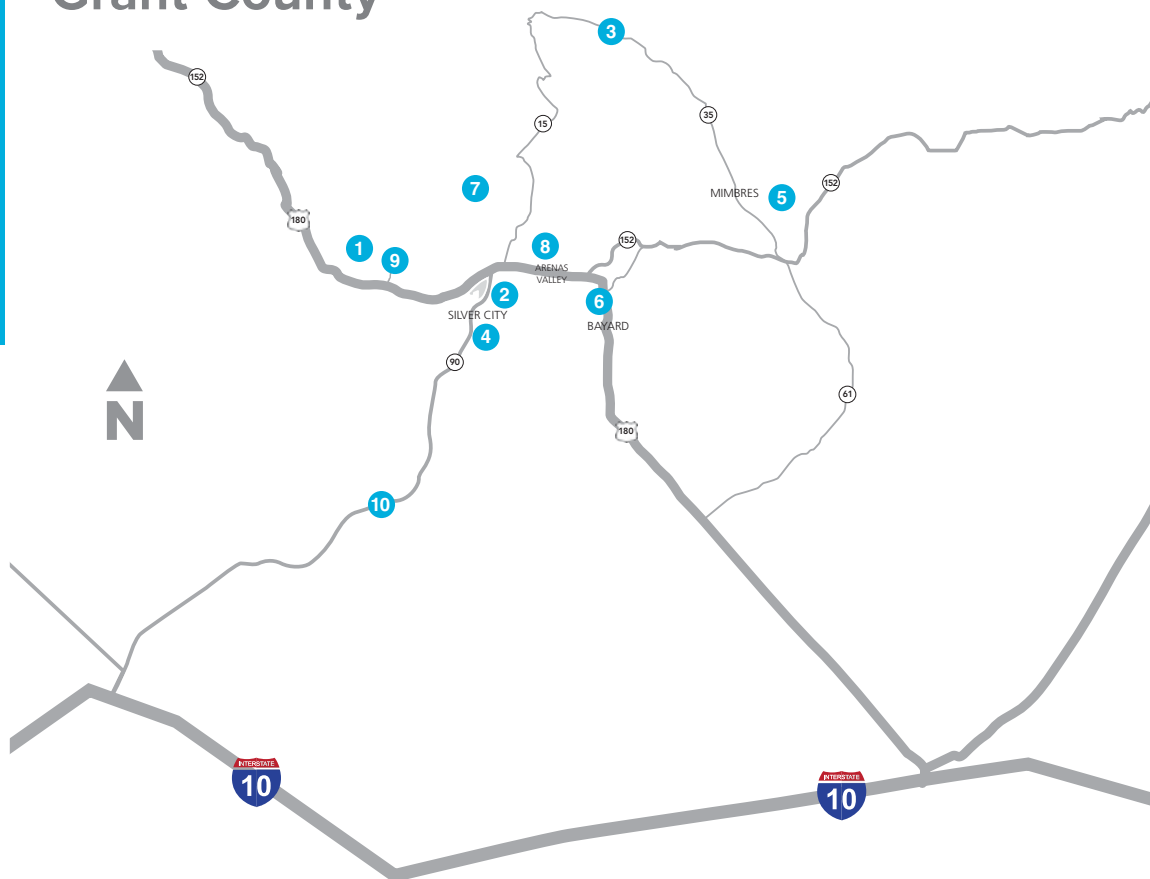 Grant County
3
152
35
15
152
7
MIMBRES
5
180
152
8
1
9
ARENAS
VALLEY
2
6
SILVER CITY
BAYARD
4
90
N
61
180
10
INTERSTATE
10
INTERSTATE
10